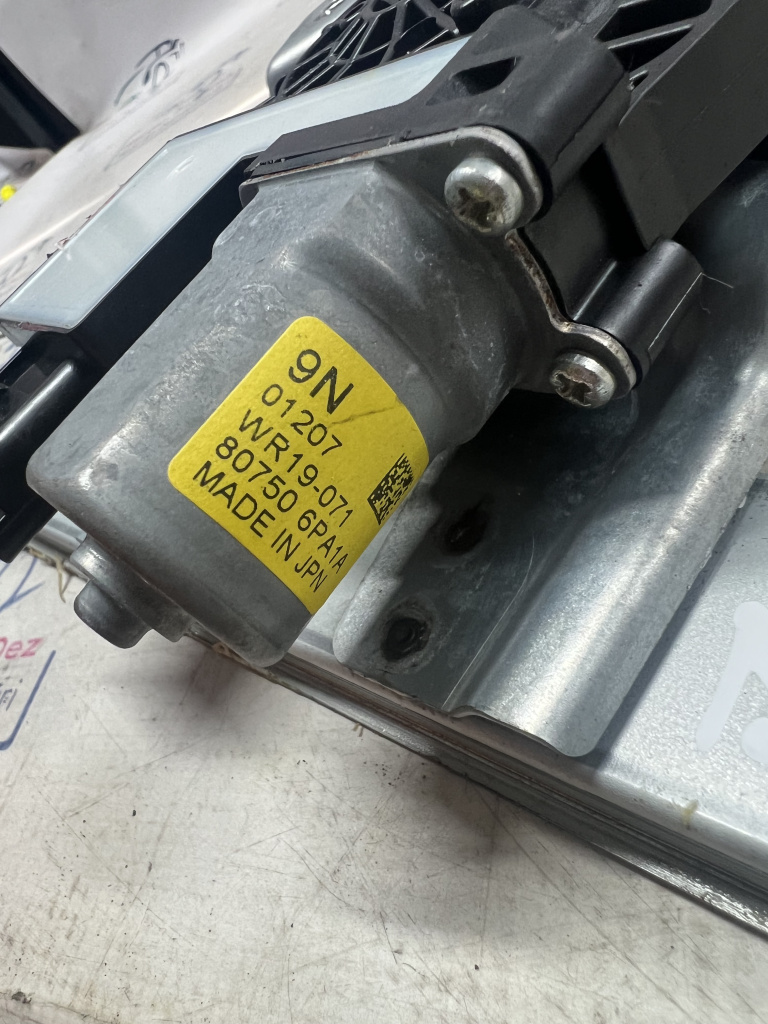 9N
01207
WR19-071
80750 6PA1A
MADE IN JPN